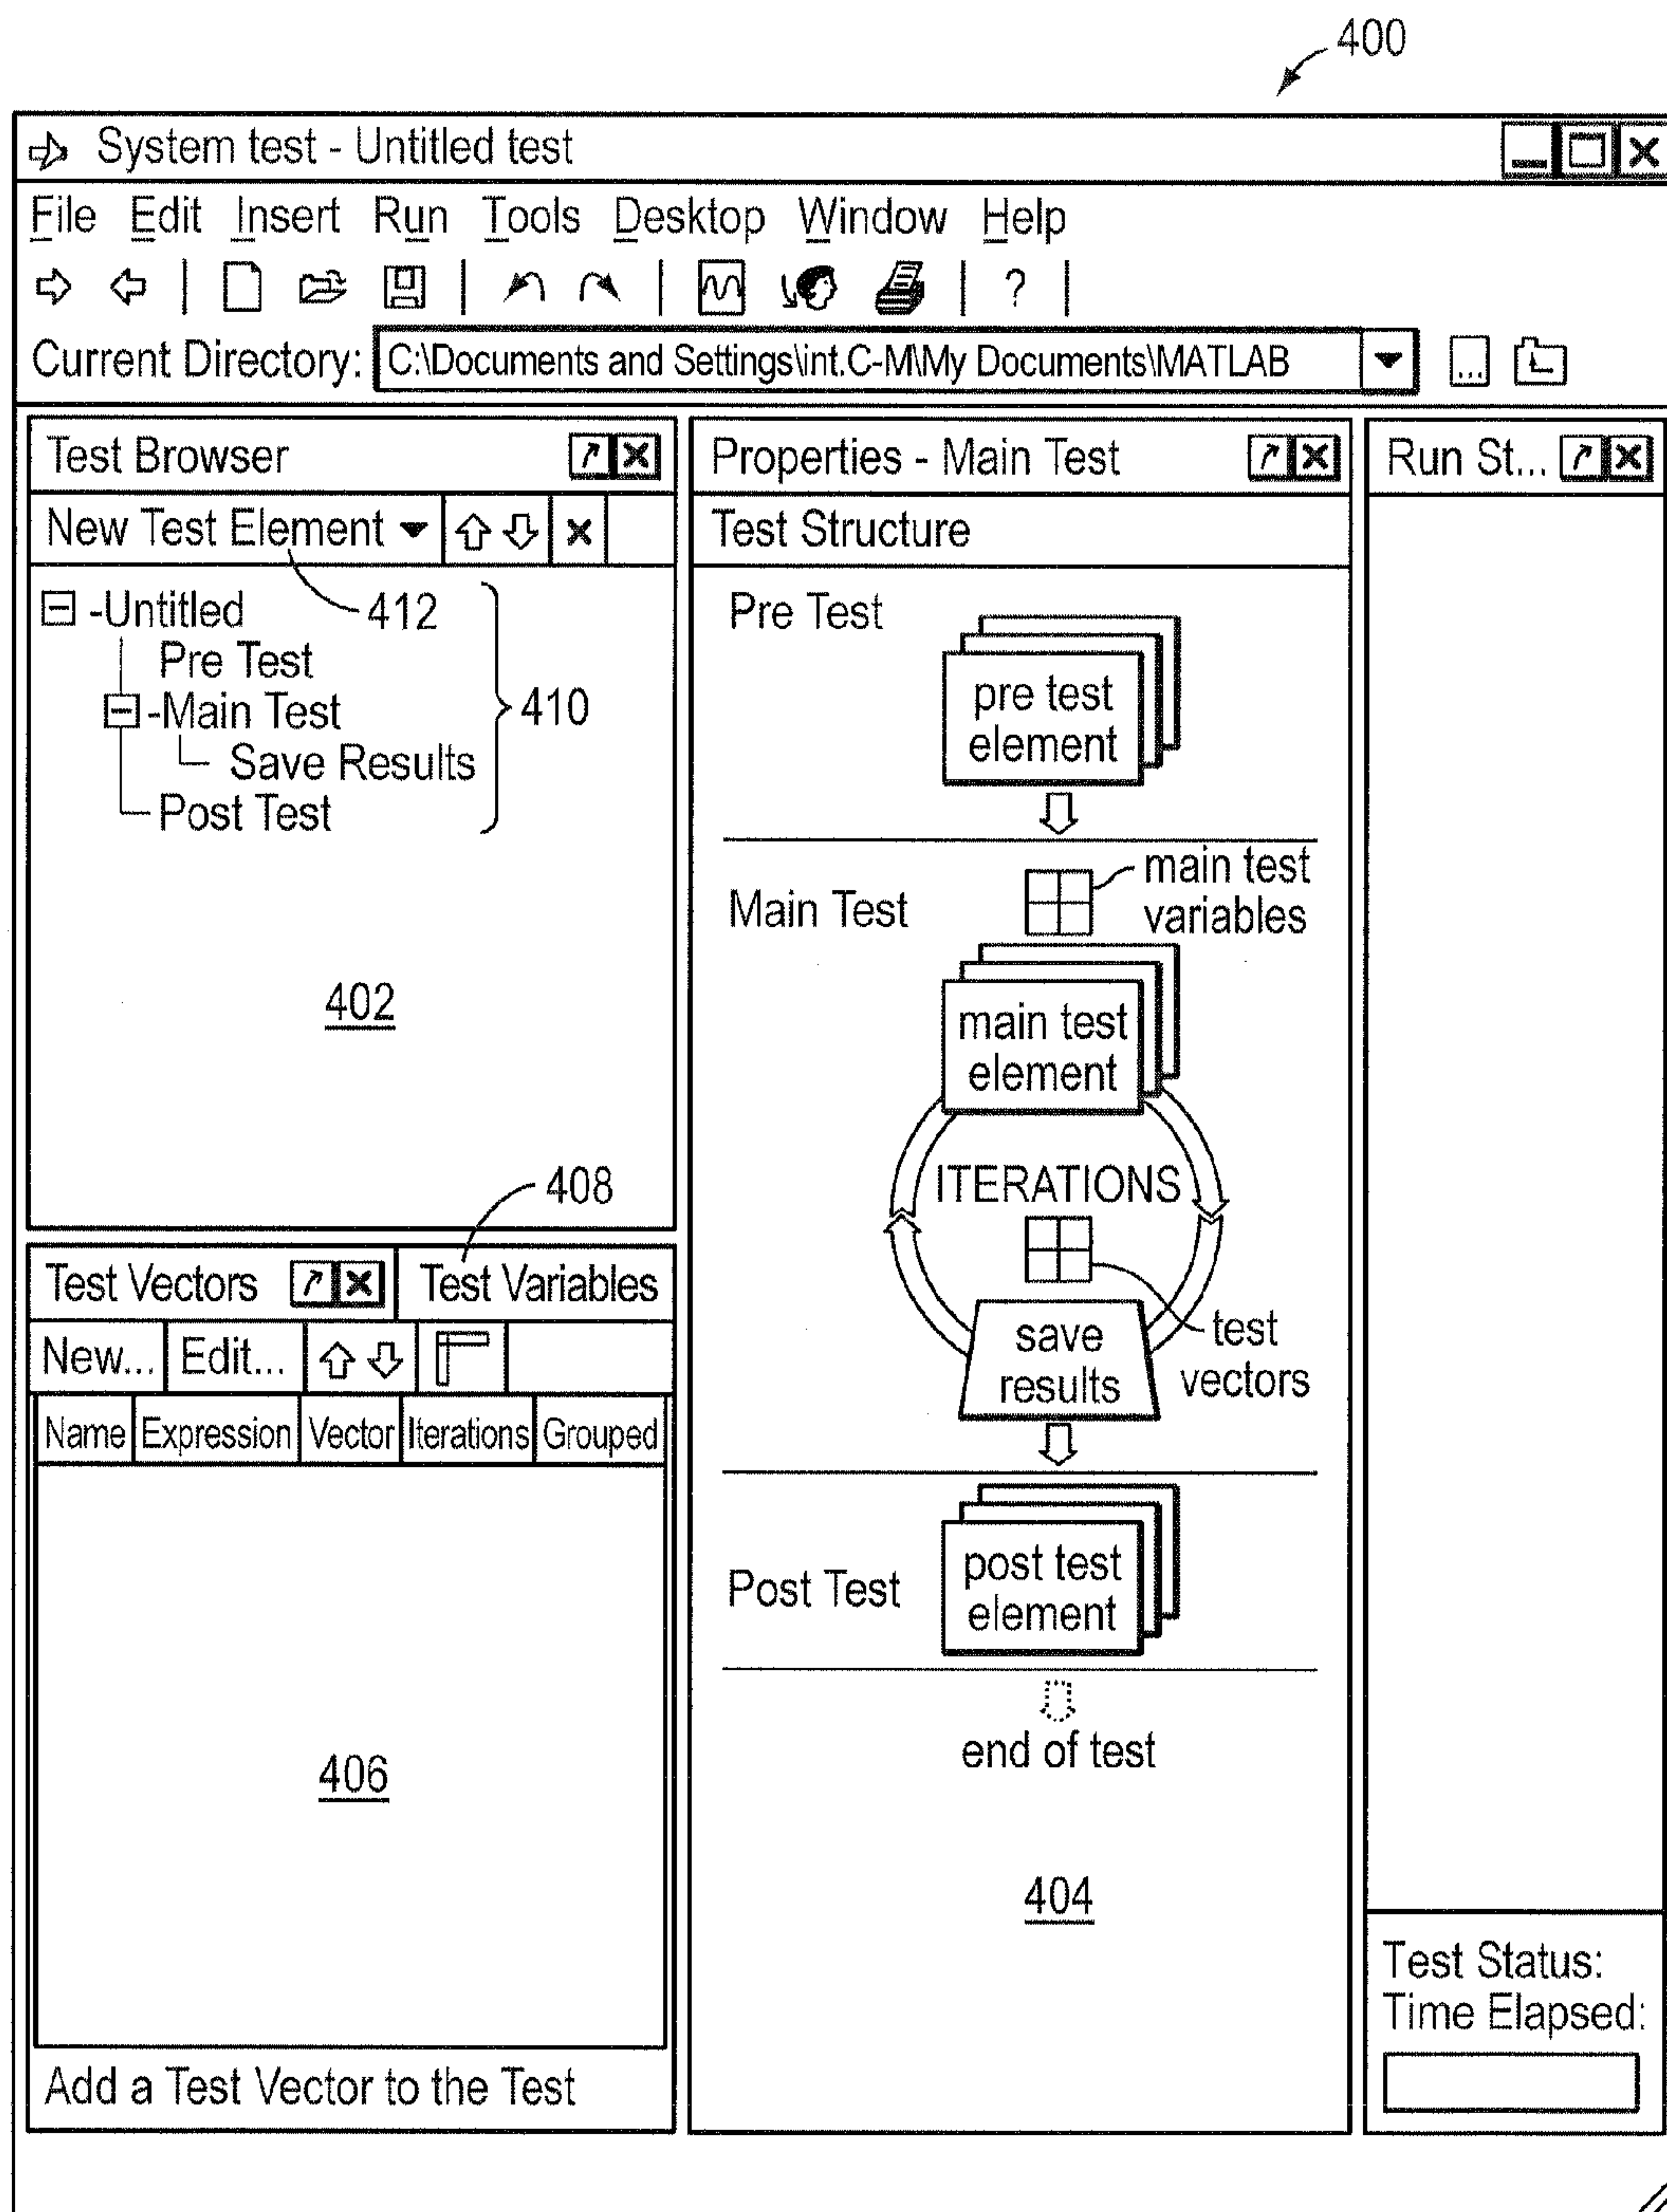 400
System test - Untitled test
File Edit Insert Run Tools Desktop Window Help
?
Current Directory: C:\Documents and Settings\int.C-M\My Documents\MATLAB ...
Test Browser
New Test Element
412
-Untitled
Pre Test
-Main Test
Save Results
Post Test
410
402
408
Test Vectors Test Variables
New... Edit...
Name Expression Vector Iterations Grouped
406
Add a Test Vector to the Test
Properties - Main Test
Test Structure
Pre Test
pre test
element
main test
variables
Main Test
main test
element
ITERATIONS
save
results
test
vectors
Post Test
post test
element
end of test
404
Run St...
Test Status:
Time Elapsed: